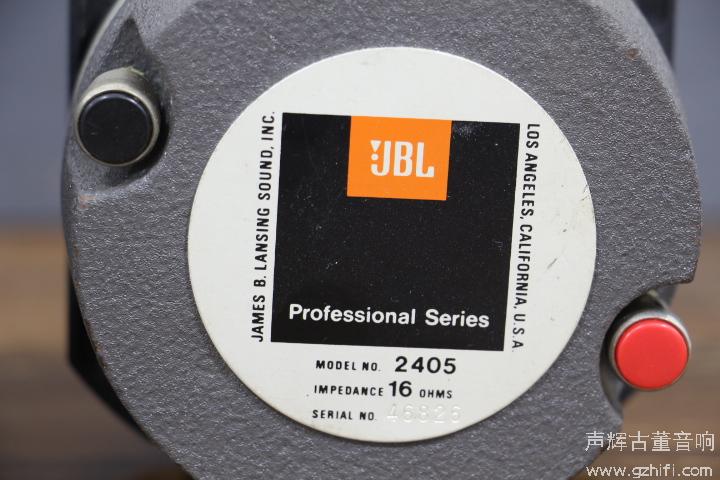 JBL
JAMES B. LANSING SOUND, INC.
LOS ANGELES, CALIFORNIA, U.S.A.
Professional Series
MODEL NO. 2405
IMPEDANCE 16 OHMS
SERIAL NO. 46826
声辉古董音响
www.gzhifi.com